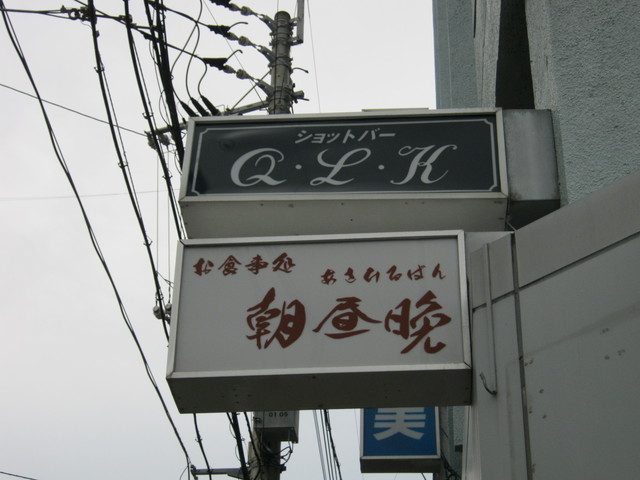 ショットバー
Q・L・K
お食事処
あさひるばん
朝昼晩
美